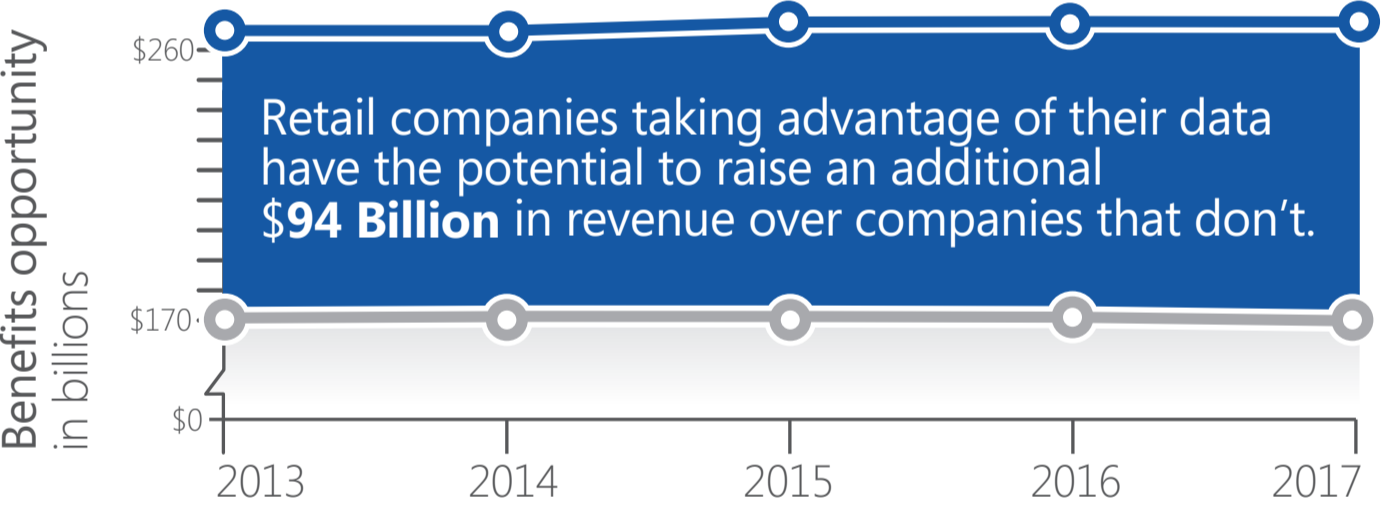 Benefits opportunity
in billions
$260
Retail companies taking advantage of their data
have the potential to raise an additional
$94 Billion in revenue over companies that don’t.
$170
$0
2013 2014 2015 2016 2017